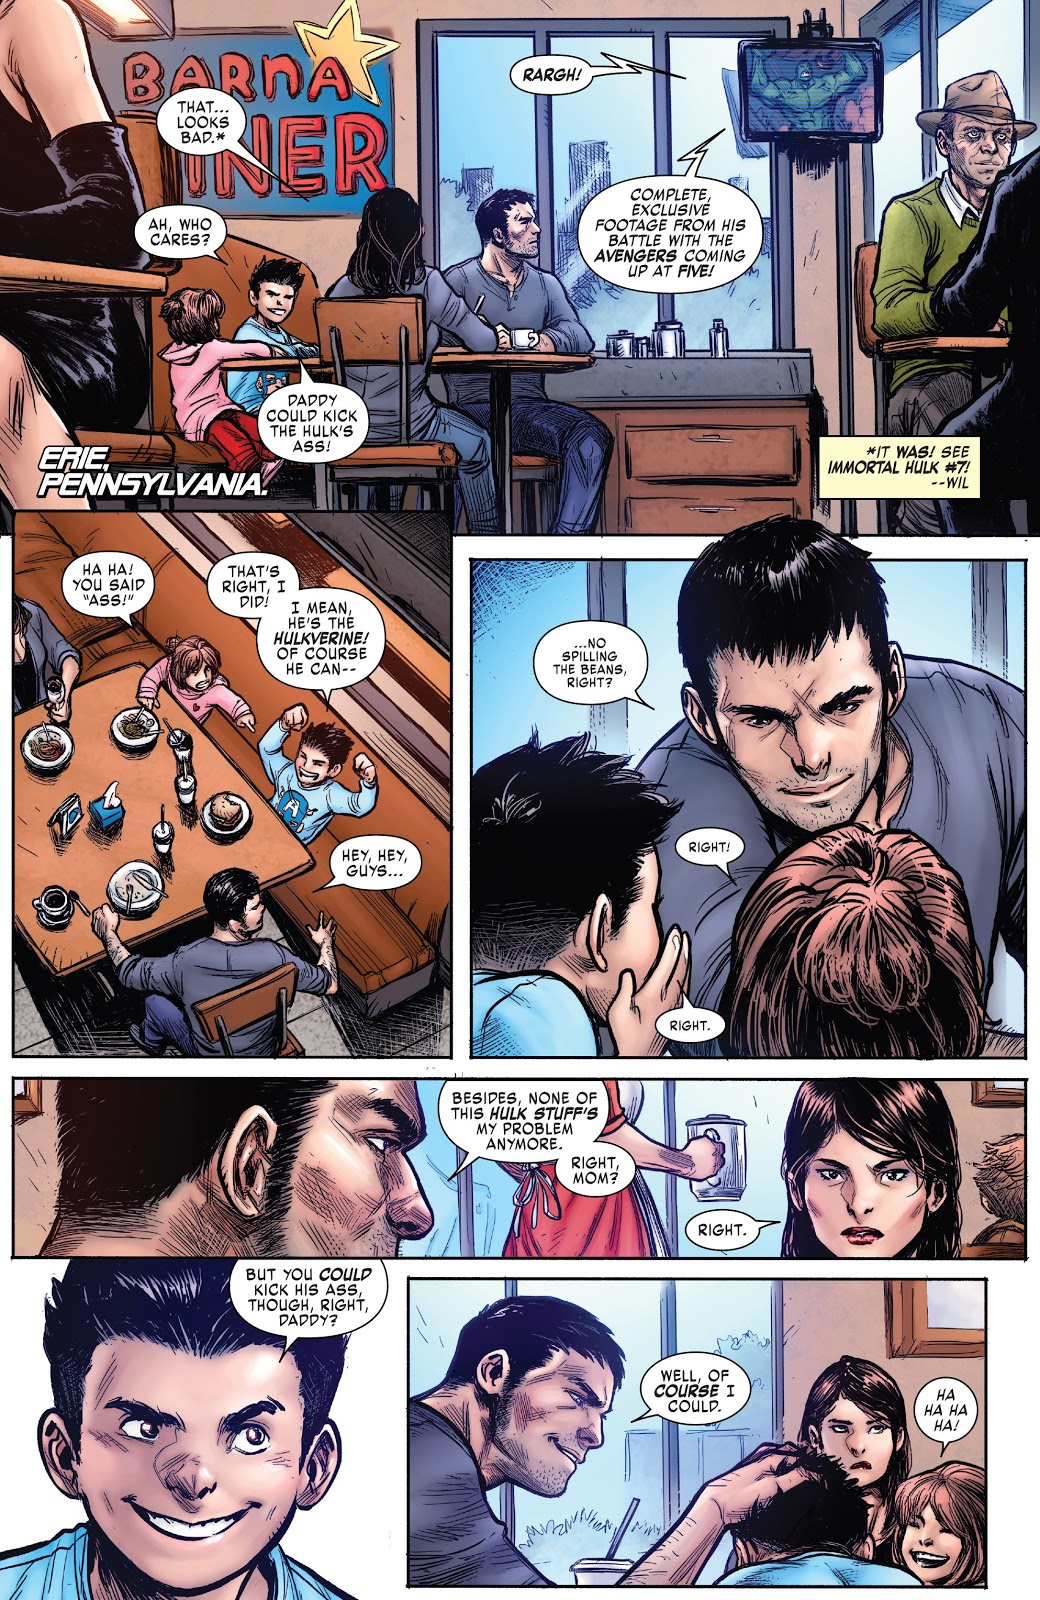 BARNA
INER
THAT...
LOOKS
BAD.*
RARGH!
AH, WHO
CARES?
COMPLETE,
EXCLUSIVE
FOOTAGE FROM HIS
BATTLE WITH THE
AVENGERS COMING
UP AT FIVE!
DADDY
COULD KICK
THE HULK'S
ASS!
ERIE,
PENNSYLVANIA.
*IT WAS! SEE
IMMORTAL HULK #7!
--WIL
HA HA!
YOU SAID
"ASS!"
THAT'S
RIGHT, I
DID!
I MEAN,
HE'S THE
HULKVERINE!
OF COURSE
HE CAN--
A
HEY, HEY,
GUYS...
...NO
SPILLING
THE BEANS,
RIGHT?
RIGHT!
RIGHT.
BESIDES, NONE OF
THIS HULK STUFF'S
MY PROBLEM
ANYMORE.
RIGHT,
MOM?
RIGHT.
BUT YOU COULD
KICK HIS ASS,
THOUGH, RIGHT,
DADDY?
WELL, OF
COURSE I
COULD.
HA
HA HA
HA!